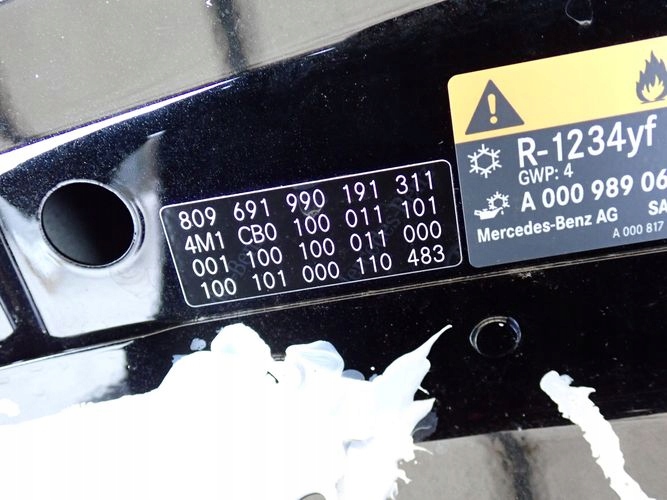 809 691 990 191 311
4M1 CB0 100 011 101
001 100 100 011 000
100 101 000 110 483
R-1234yf
GWP: 4
A 000 989 06
Mercedes-Benz AG SA
A 000 817